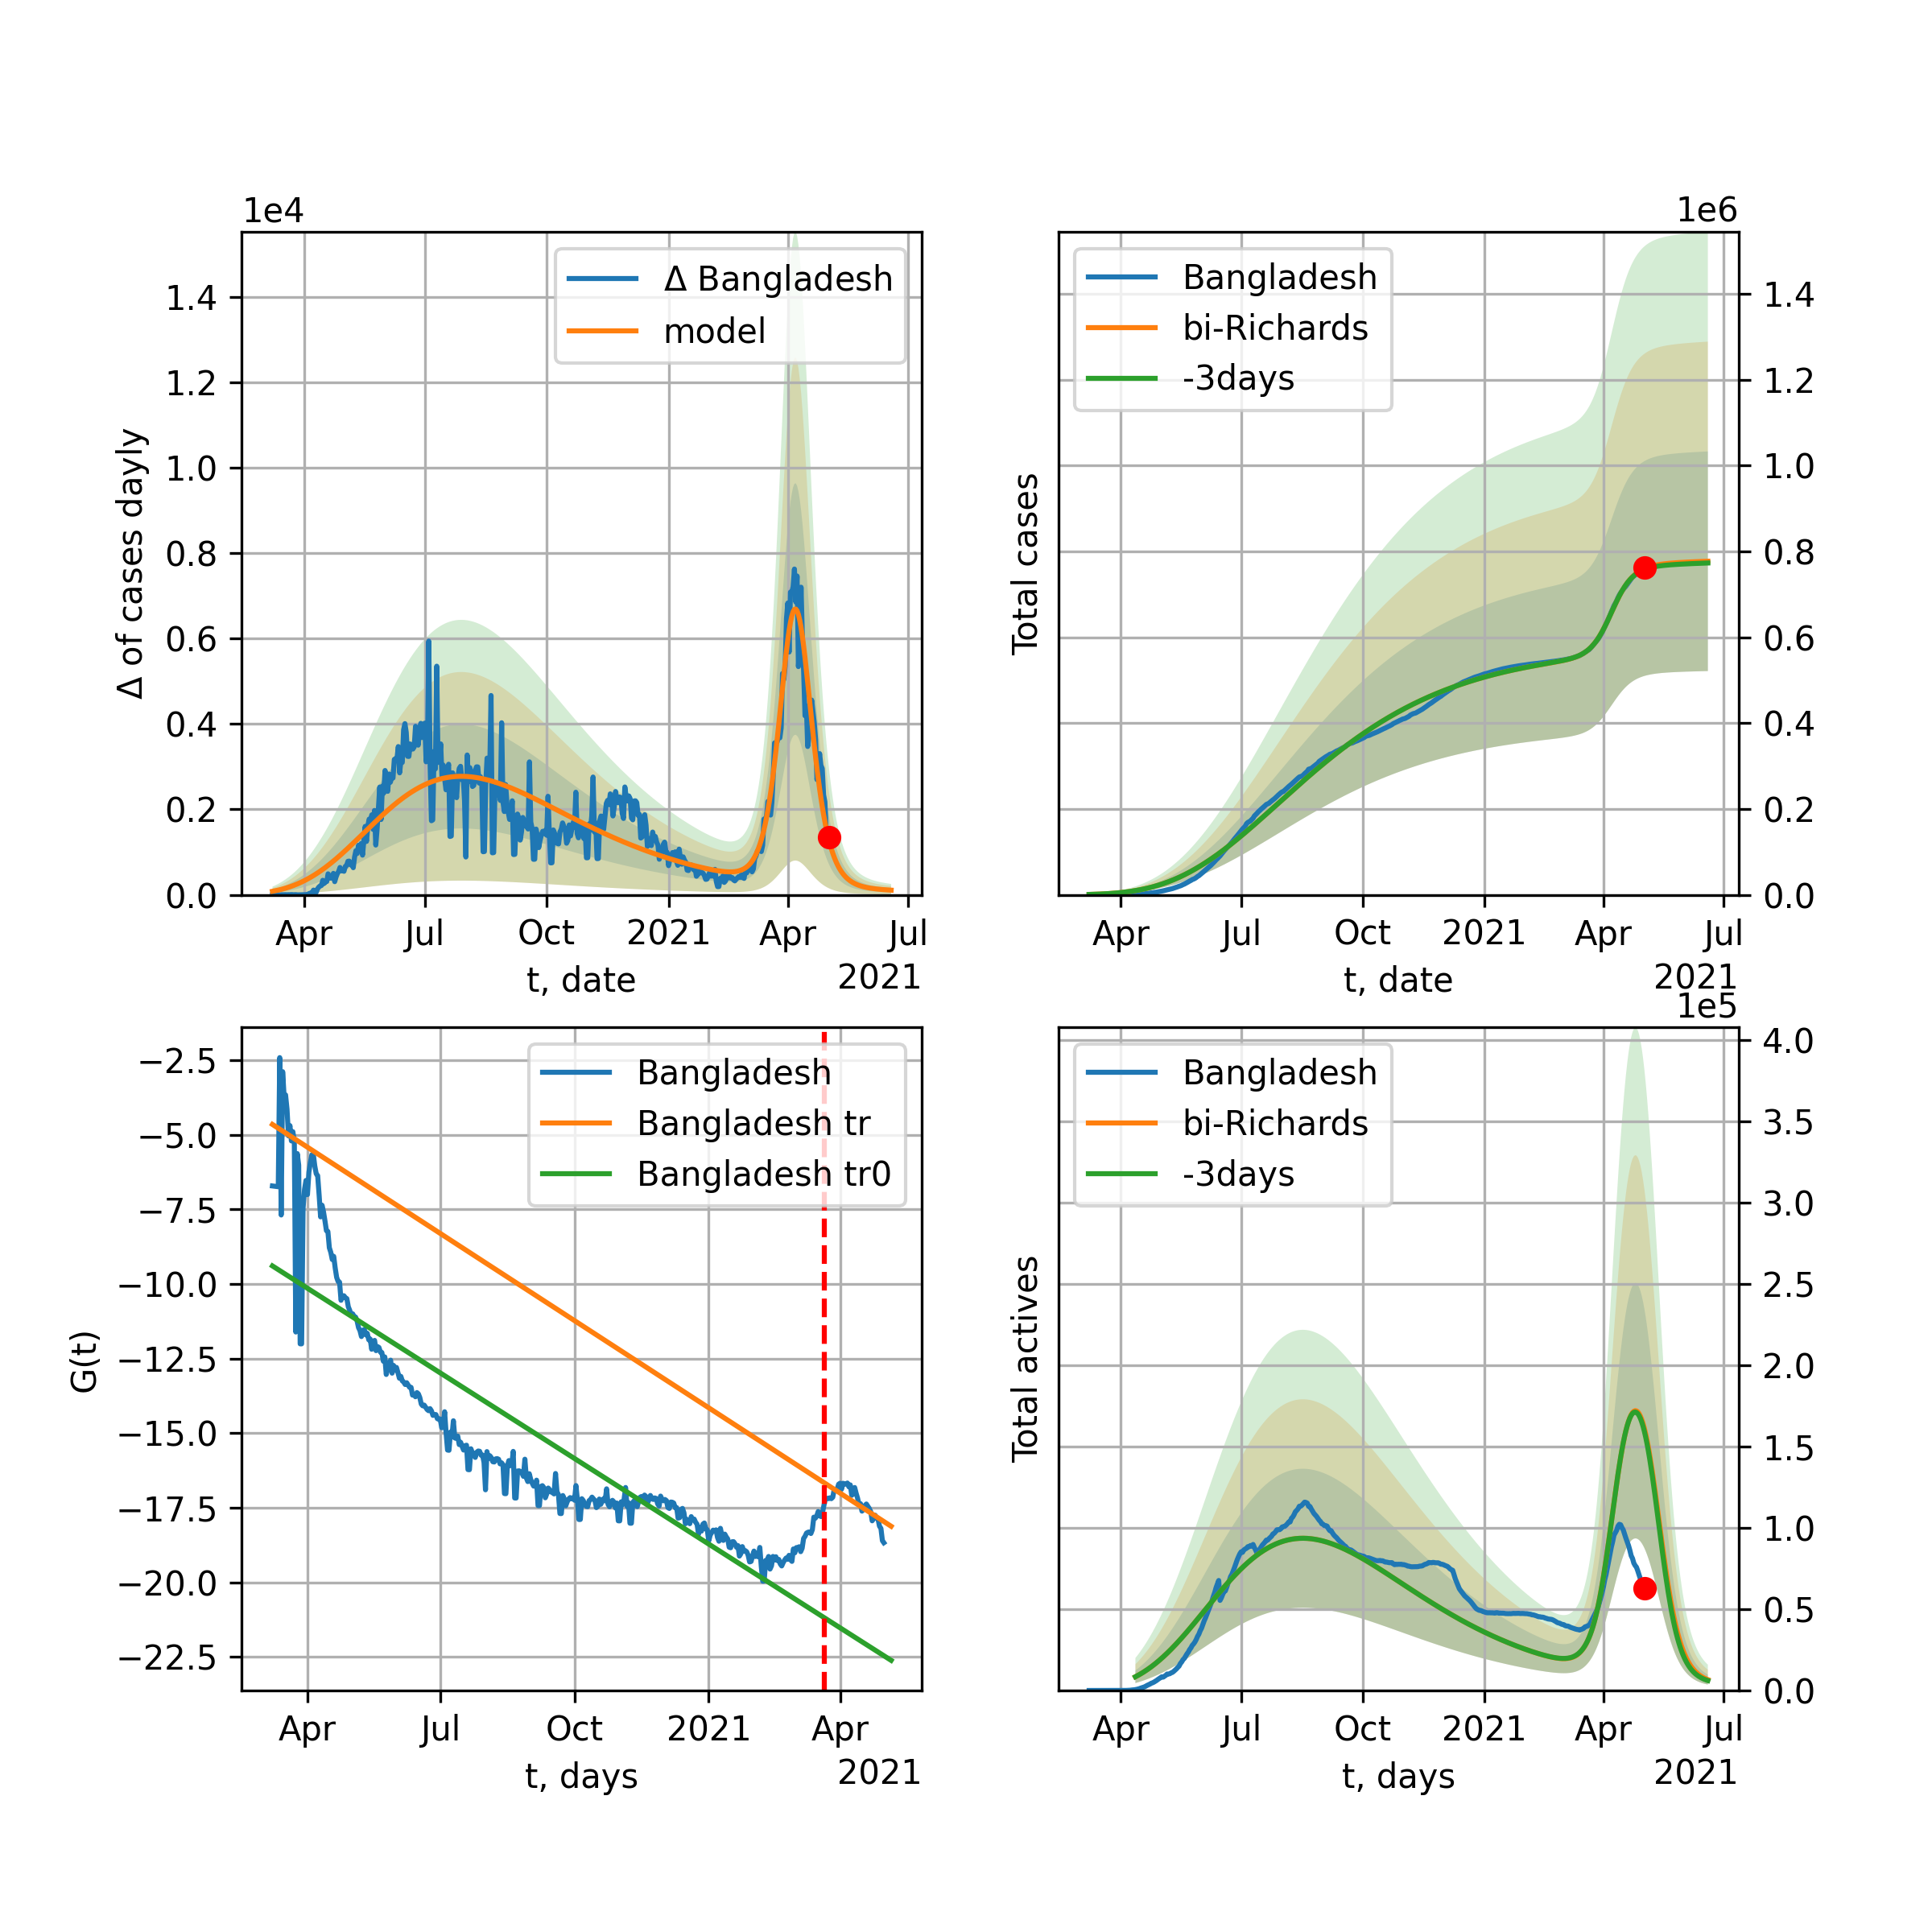 1e4
Δ Bangladesh
model
1.4
1.2
1.0
0.8
0.6
0.4
0.2
0.0
Δ of cases dayly
Apr Jul Oct 2021 Apr Jul
t, date
2021
1e6
Bangladesh
bi-Richards
-3days
1.4
1.2
1.0
0.8
0.6
0.4
0.2
0.0
Total cases
Apr Jul Oct 2021 Apr Jul
t, date
2021
Bangladesh
Bangladesh tr
Bangladesh tr0
−2.5
−5.0
−7.5
−10.0
−12.5
−15.0
−17.5
−20.0
−22.5
G(t)
Apr Jul Oct 2021 Apr
t, days
2021
1e5
Bangladesh
bi-Richards
-3days
4.0
3.5
3.0
2.5
2.0
1.5
1.0
0.5
0.0
Total actives
Apr Jul Oct 2021 Apr Jul
t, days
2021